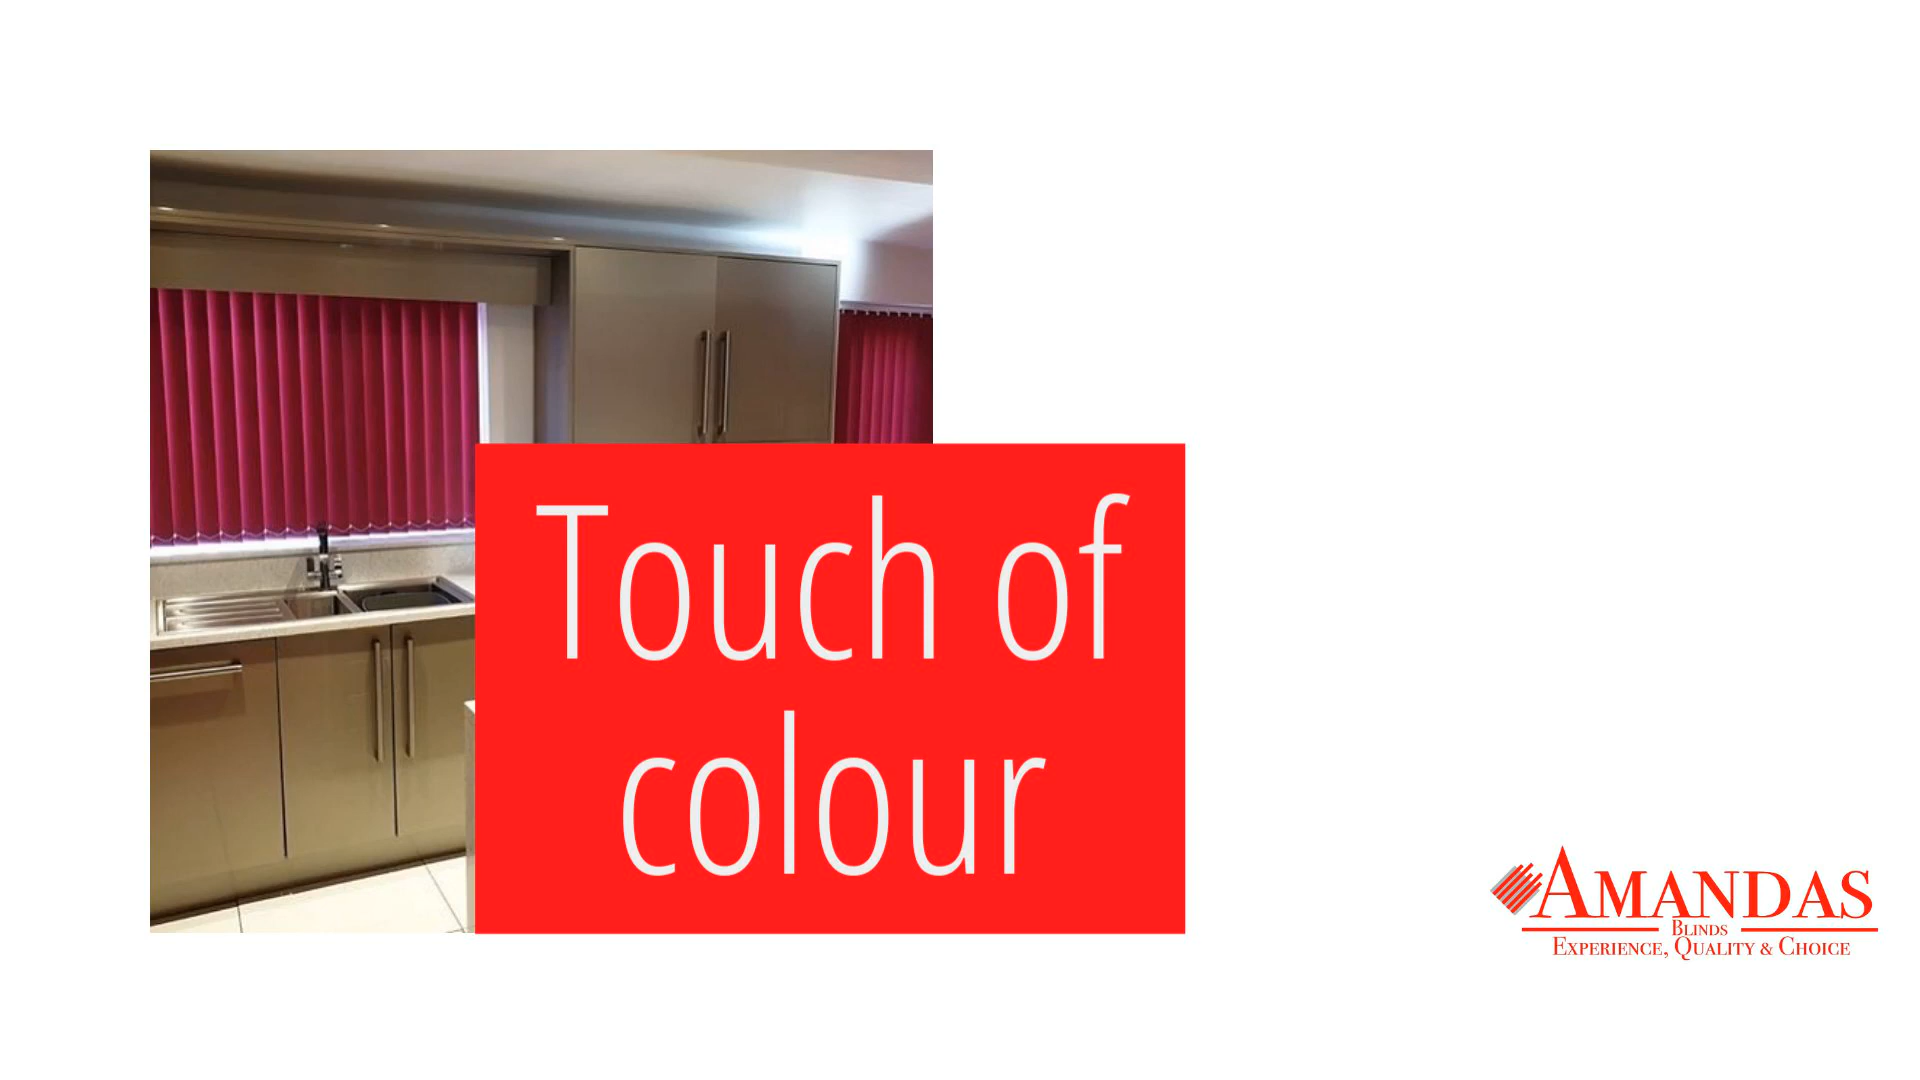 Touch of
colour
AMANDAS
BLINDS
EXPERIENCE, QUALITY & CHOICE